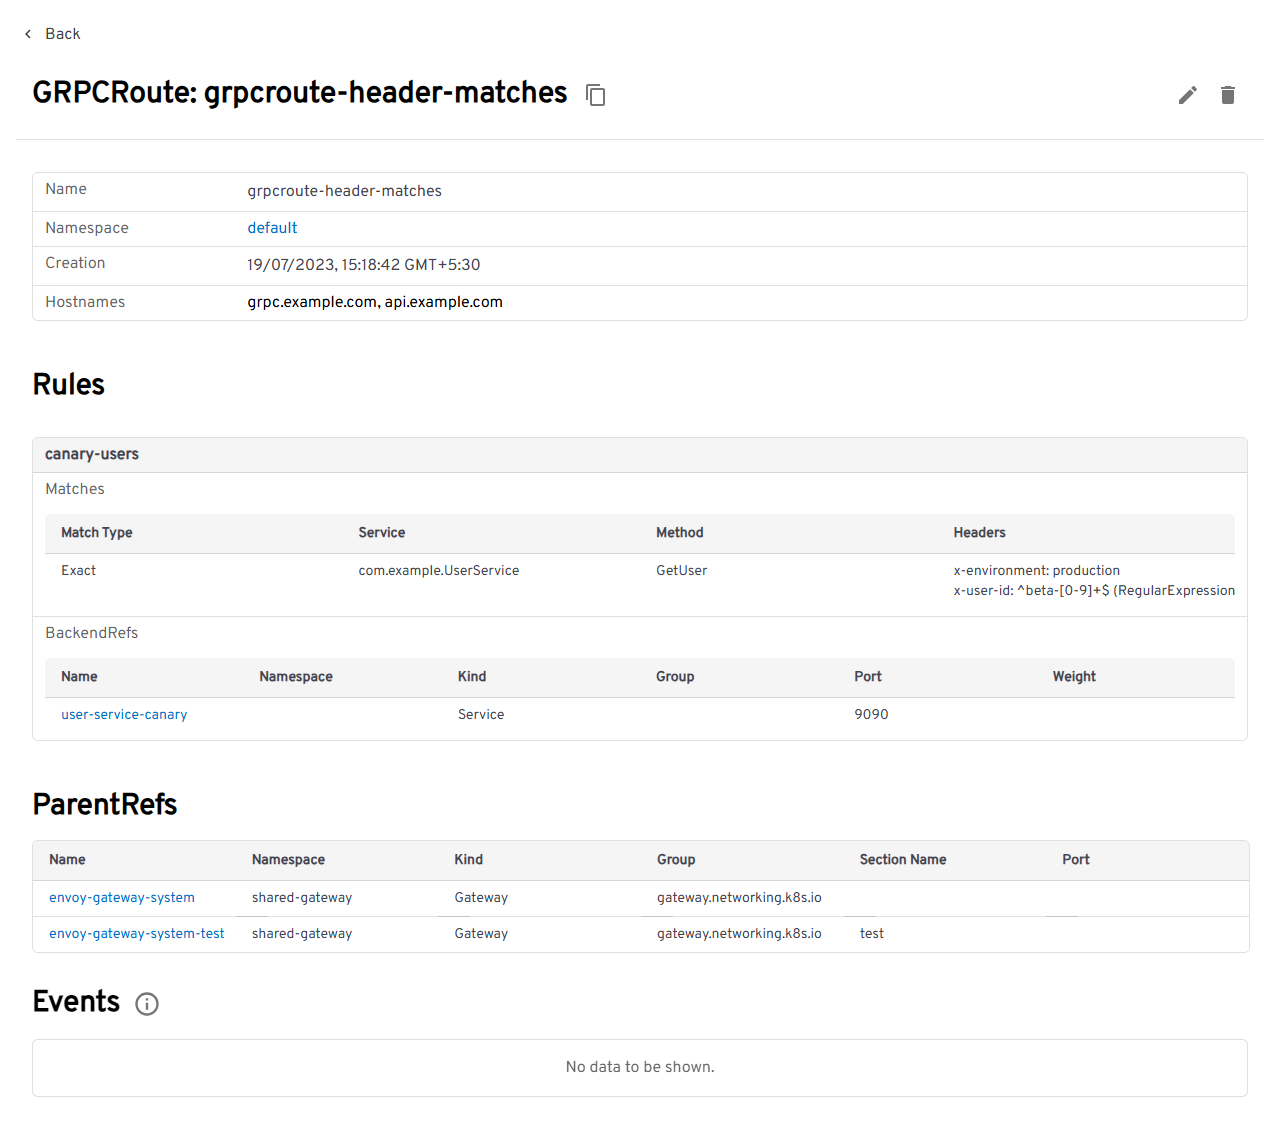 Back
GRPCRoute: grpcroute-header-matches
Name grpcroute-header-matches
Namespace default
Creation 19/07/2023, 15:18:42 GMT+5:30
Hostnames grpc.example.com, api.example.com
Rules
canary-users
Matches
Match Type Service Method Headers
Exact com.example.UserService GetUser x-environment: production
x-user-id: ^beta-[0-9]+$ (RegularExpression
BackendRefs
Name Namespace Kind Group Port Weight
user-service-canary Service 9090
ParentRefs
Name Namespace Kind Group Section Name Port
envoy-gateway-system shared-gateway Gateway gateway.networking.k8s.io
envoy-gateway-system-test shared-gateway Gateway gateway.networking.k8s.io test
Events
No data to be shown.